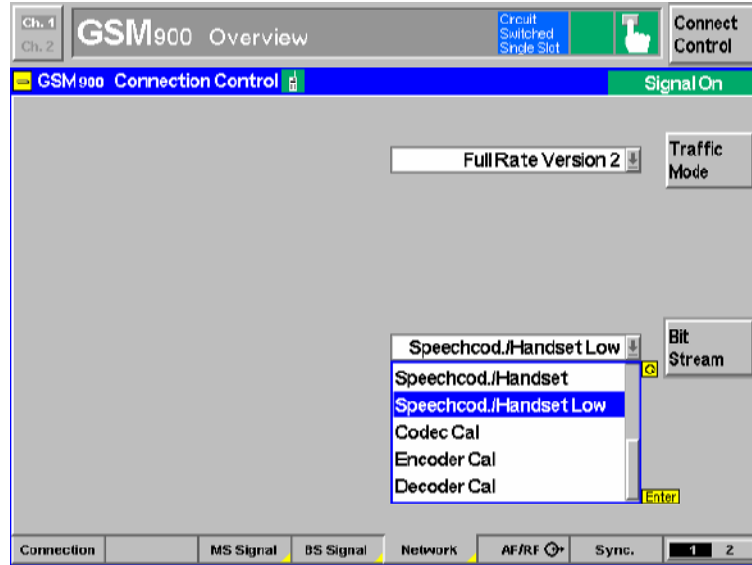 Ch. 1
Ch. 2
GSM900 Overview
Circuit
Switched
Single Slot
Connect
Control
GSM900 Connection Control
Signal On
Full Rate Version 2
Traffic
Mode
Speechcod./Handset Low
Bit
Stream
Speechcod./Handset
Speechcod./Handset Low
Codec Cal
Encoder Cal
Decoder Cal
Enter
Connection
MS Signal
BS Signal
Network
AF/RF
Sync.
1 2